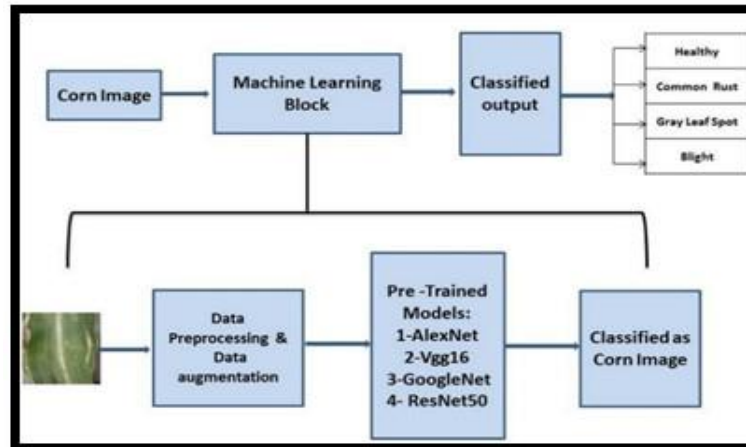 Corn Image
Machine Learning
Block
Classified
output
Healthy
Common Rust
Gray Leaf Spot
Blight
Data
Preprocessing &
Data
augmentation
Pre -Trained
Models:
1-AlexNet
2-Vgg16
3-GoogleNet
4- ResNet50
Classified as
Corn Image